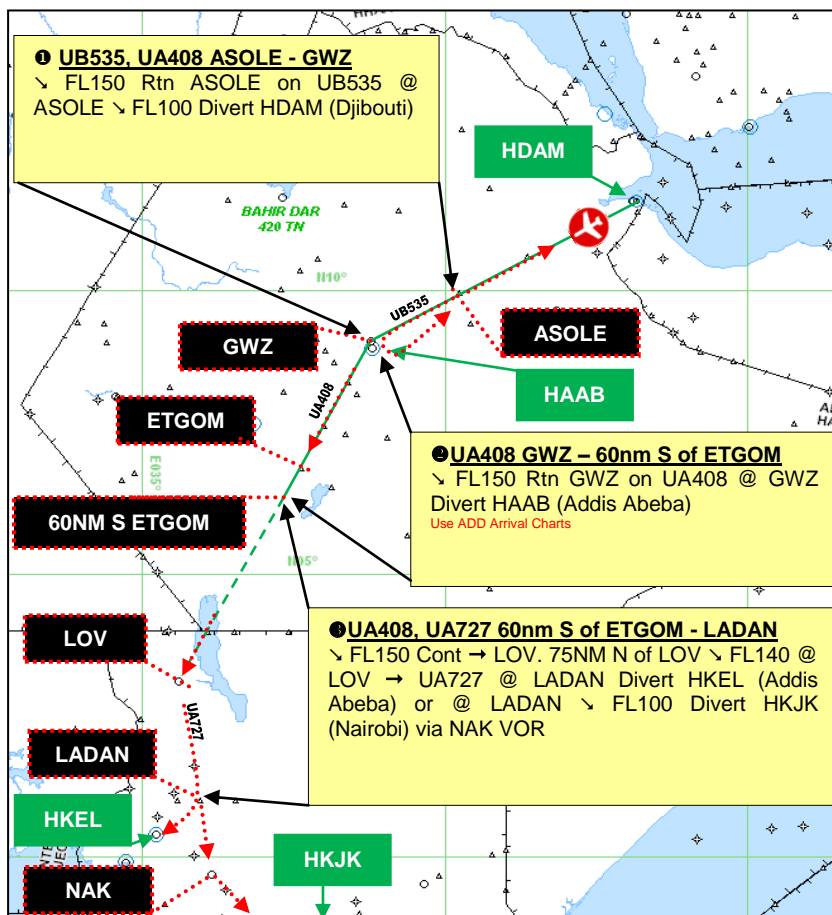 ❶ UB535, UA408 ASOLE - GWZ
↘ FL150 Rtn ASOLE on UB535 @
ASOLE ↘ FL100 Divert HDAM (Djibouti)
HDAM
BAHIR DAR
420 TN
N10°
UB535
GWZ
ASOLE
HAAB
UA408
ETGOM
E035°
❷UA408 GWZ – 60nm S of ETGOM
↘ FL150 Rtn GWZ on UA408 @ GWZ
Divert HAAB (Addis Abeba)
Use ADD Arrival Charts
60NM S ETGOM
N05°
❸UA408, UA727 60nm S of ETGOM - LADAN
↘ FL150 Cont → LOV. 75NM N of LOV ↘ FL140 @
LOV → UA727 @ LADAN Divert HKEL (Addis
Abeba) or @ LADAN ↘ FL100 Divert HKJK
(Nairobi) via NAK VOR
LOV
UA727
LADAN
HKEL
HKJK
NAK